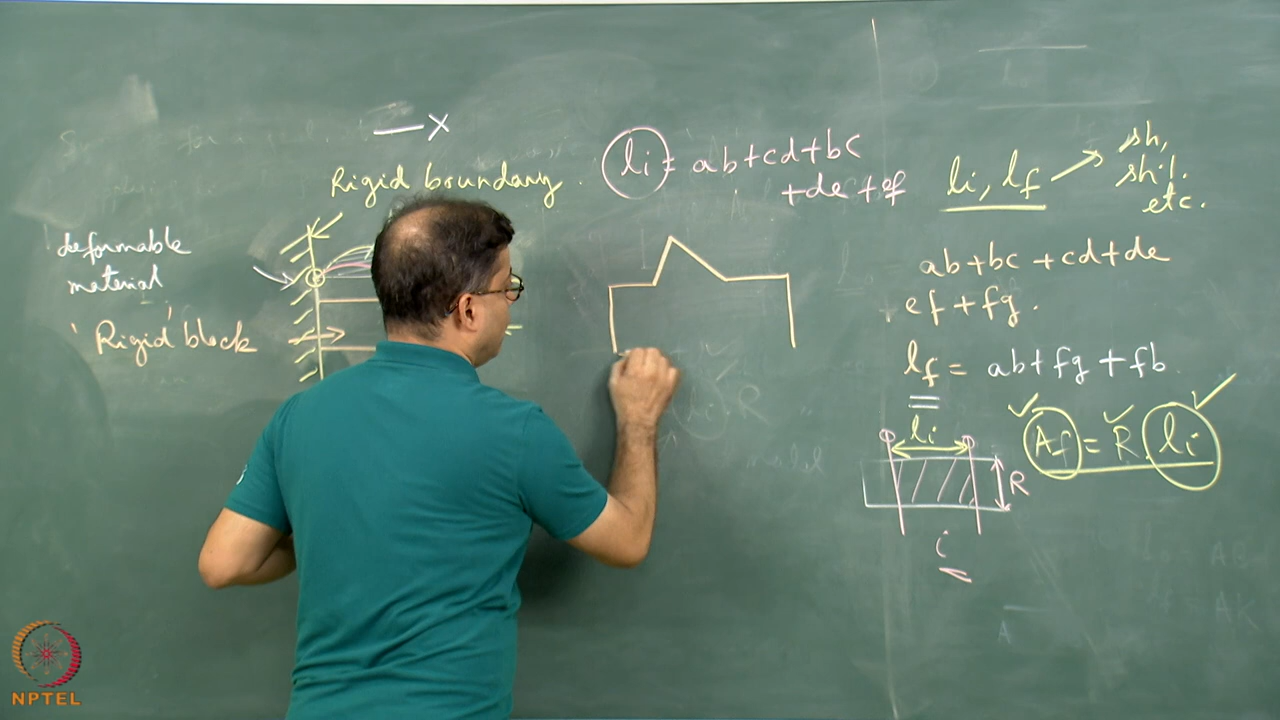 — x
Rigid boundary
deformable
material
'Rigid' block
li = ab+cd+bc
+de+ef
li, lf → sh,
shil.
etc.
ab+bc+cd+de
ef+fg.
lf = ab+fg+fb
li
Af = R li
R
i
NPTEL